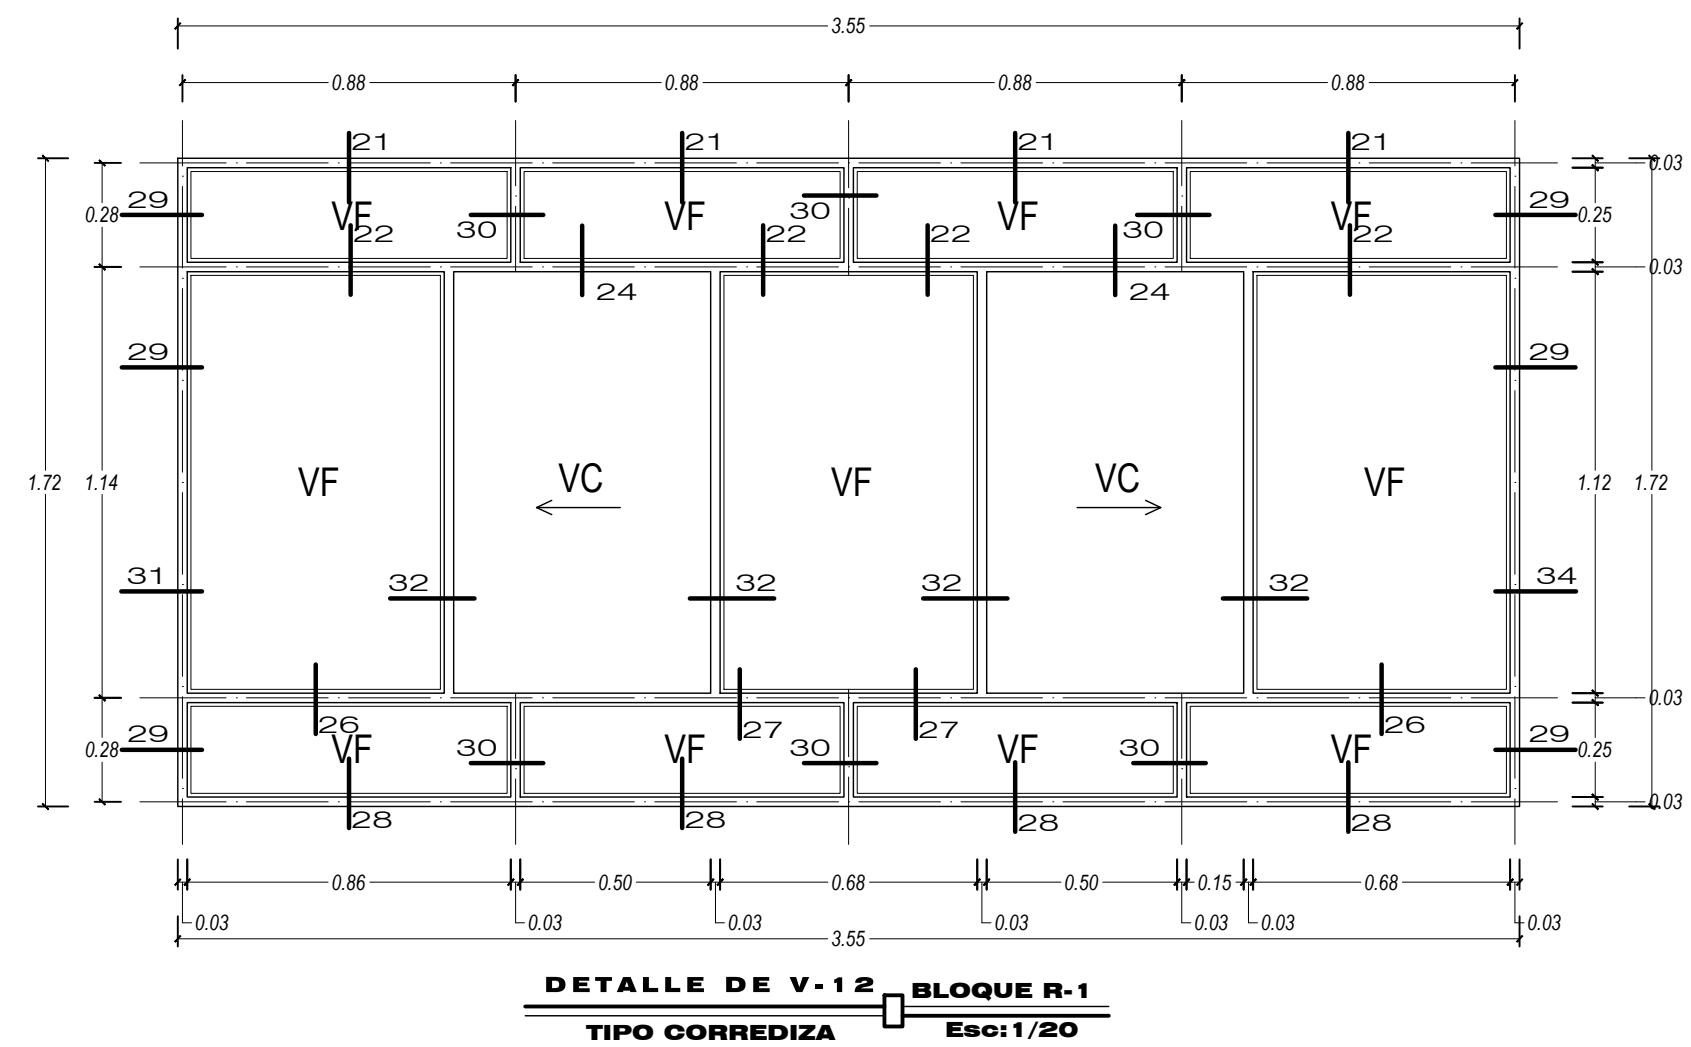 3.55
0.88 0.88 0.88 0.88
21 21 21 21
0.03
29 30 29
0.28 VF 30 VF VF 30 VF 0.25
22 22 22 22
0.03
24 24
29 29
VF VC VF VC VF
1.72 1.14 1.12 1.72
31 32 32 32 32 34
0.03
26 27 27 26
29 VF 30 VF 30 VF 30 VF 29
0.28 0.25
0.03
28 28 28 28
0.86 0.50 0.68 0.50 0.15 0.68
0.03 0.03 0.03 0.03 0.03 0.03 0.03
3.55
DETALLE DE V-12 BLOQUE R-1
TIPO CORREDIZA Esc:1/20